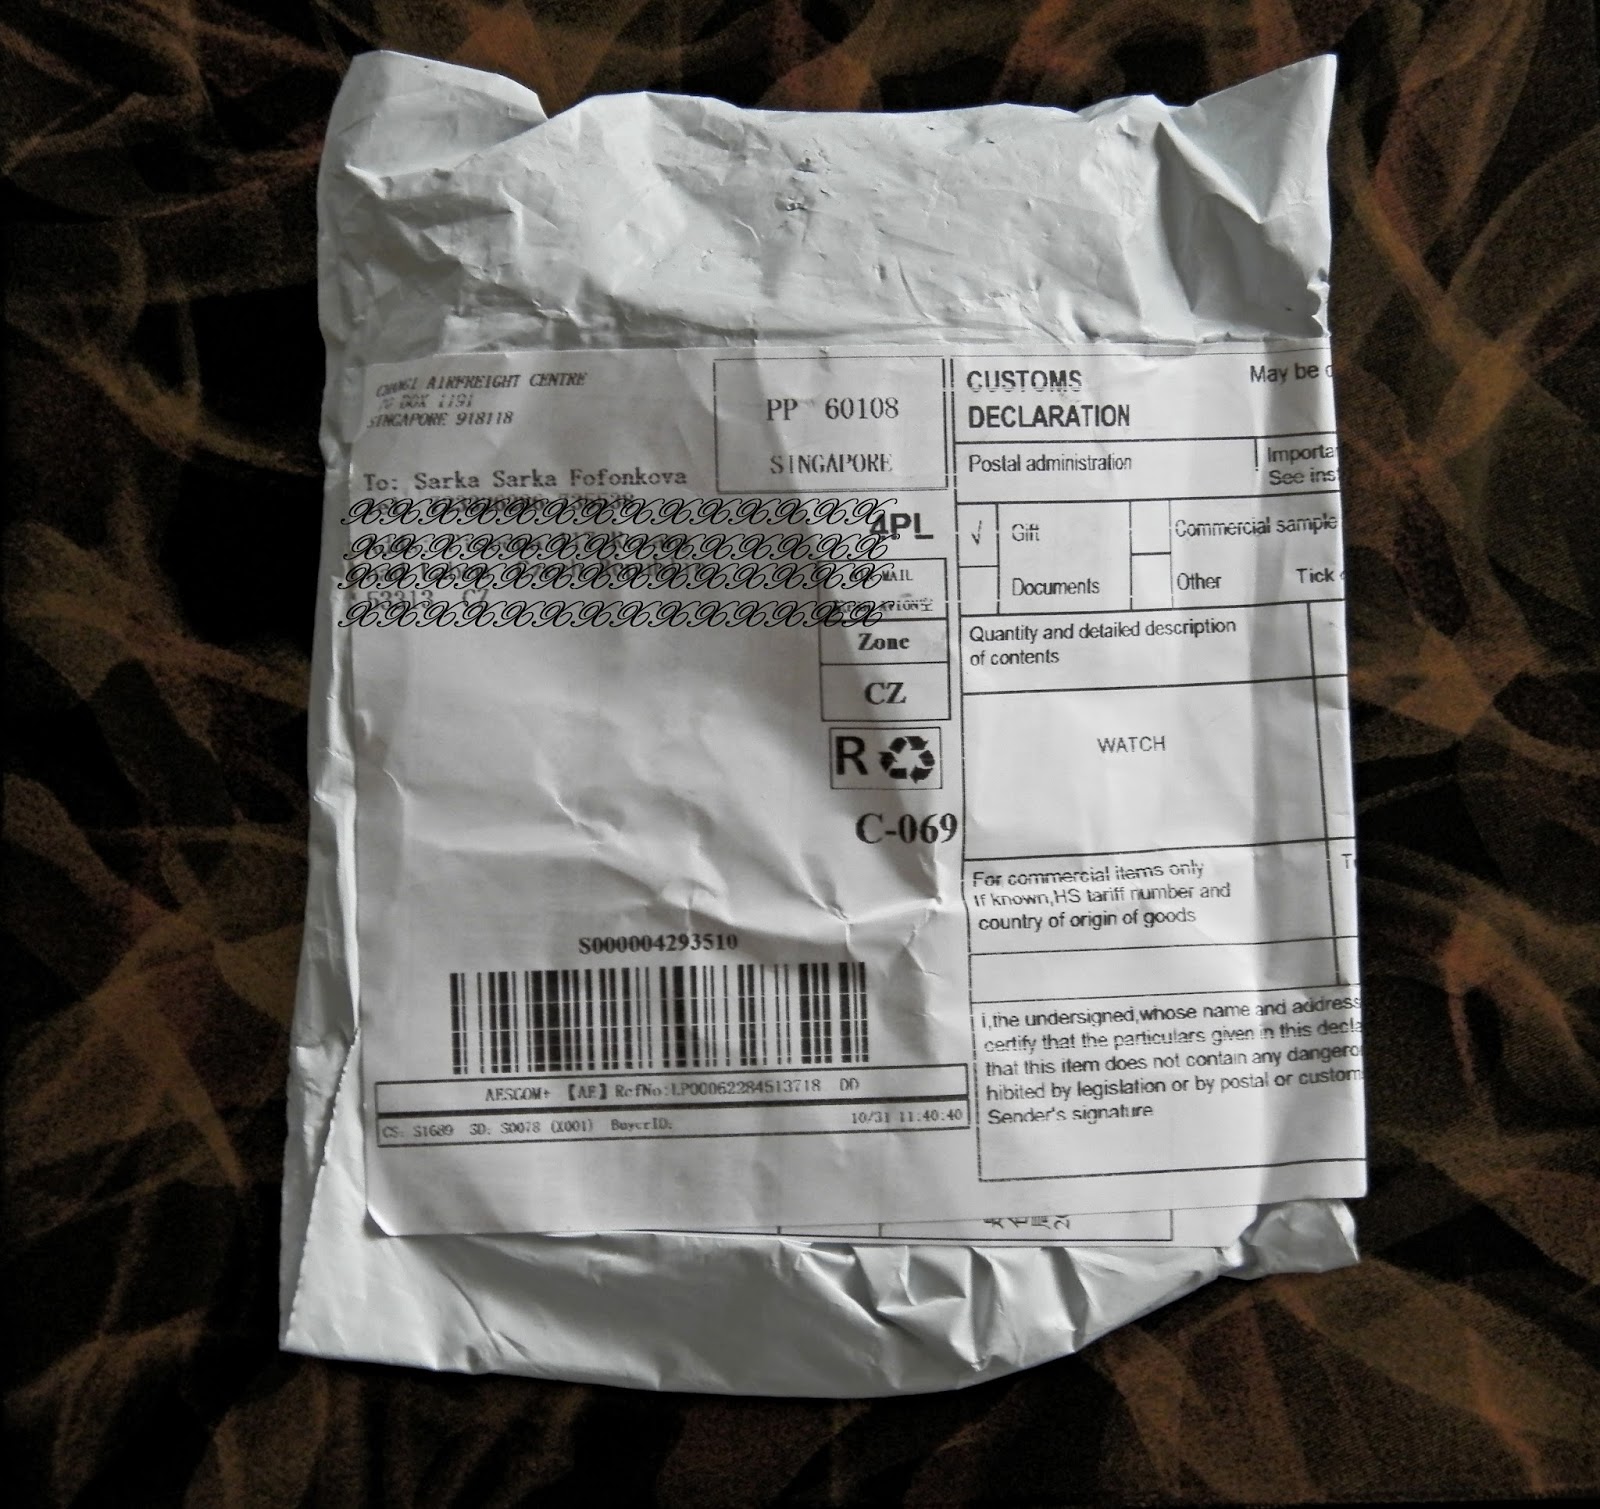 CHANGI AIRFREIGHT CENTRE
PO BOX 1191
SINGAPORE 918118
PP 60108
SINGAPORE
To: Sarka Sarka Fofonkova
4PL
MAIL
Zone
CZ
R
C-069
S000004293510
AESCOM+ 【AE】RefNo:LP00062284513718 DD
CS: S1689 SD: S0078 (X001) BuyerID: 10/31 11:40:40
CUSTOMS
DECLARATION
May be
Postal administration
Importa
See ins
√ Gift
Commercial sample
Documents
Other
Tick
Quantity and detailed description
of contents
WATCH
For commercial items only
If known,HS tariff number and
country of origin of goods
I,the undersigned,whose name and address
certify that the particulars given in this decla
that this item does not contain any dangero
hibited by legislation or by postal or custom
Sender's signature